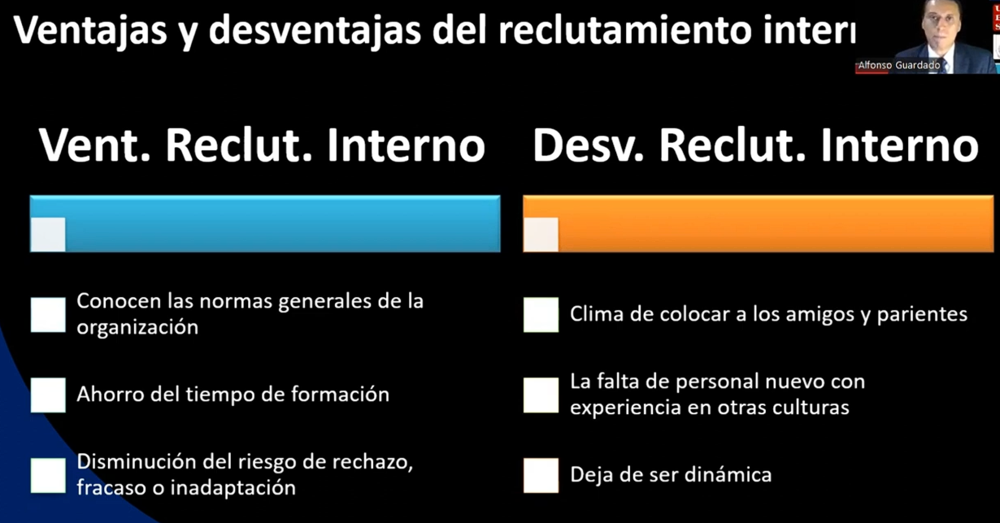 Ventajas y desventajas del reclutamiento
Alfonso Guardado
Vent. Reclut. Interno
Conocen las normas generales de la
organización
Ahorro del tiempo de formación
Disminución del riesgo de rechazo,
fracaso o inadaptación
Desv. Reclut. Interno
Clima de colocar a los amigos y parientes
La falta de personal nuevo con
experiencia en otras culturas
Deja de ser dinámica